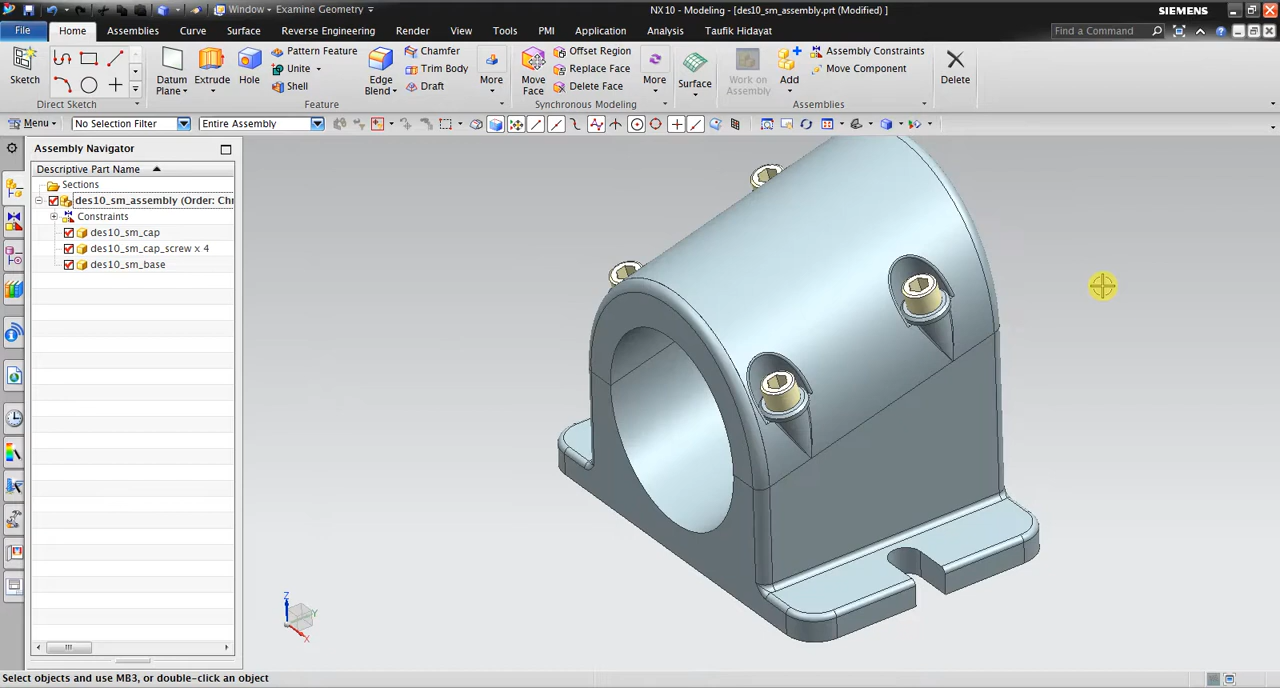 Window Examine Geometry
NX 10 - Modeling - [des10_sm_assembly.prt (Modified) ]
SIEMENS
File Home Assemblies Curve Surface Reverse Engineering Render View Tools PMI Application Analysis Taufik Hidayat
Find a Command
Sketch
Direct Sketch
Datum Plane
Extrude
Hole
Pattern Feature
Unite
Shell
Edge Blend
Chamfer
Trim Body
Draft
More
Feature
Move Face
Offset Region
Replace Face
Delete Face
More
Synchronous Modeling
Surface
Work on Assembly
Add
Assembly Constraints
Move Component
Assemblies
Delete
Menu
No Selection Filter
Entire Assembly
Assembly Navigator
Descriptive Part Name
Sections
des10_sm_assembly (Order: Chr
Constraints
des10_sm_cap
des10_sm_cap_screw x 4
des10_sm_base
Z
Y
X
Select objects and use MB3, or double-click an object